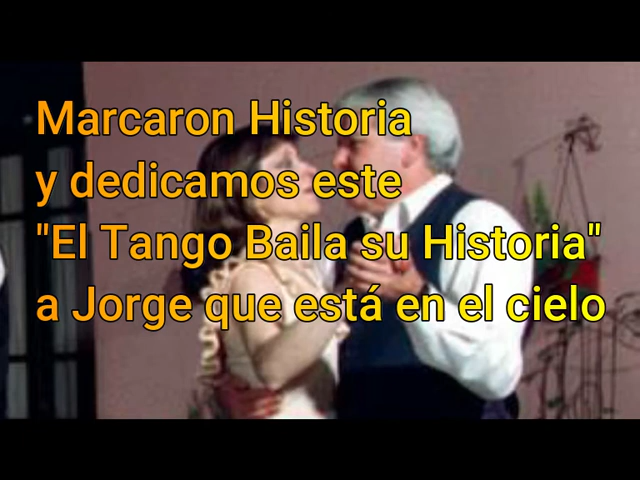 Marcaron Historia
y dedicamos este
"El Tango Baila su Historia"
a Jorge que está en el cielo